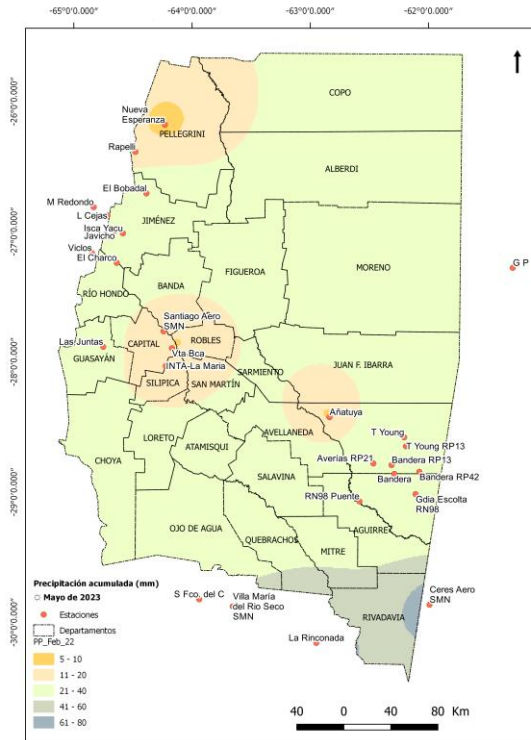 -65°0'0.000" -64°0'0.000" -63°0'0.000" -62°0'0.000"
-26°0'0.000"
-27°0'0.000"
-28°0'0.000"
-29°0'0.000"
-30°0'0.000"
COPO
Nueva
Esperanza
PELLEGRINI
Rapelli
ALBERDI
El Bobadal
M Redondo
L Cejas
JIMÉNEZ
Isca Yacu
Javicho
Viclos
El Charco
FIGUEROA
MORENO
G P
RÍO HONDO
BANDA
Santiago Aero
SMN
Las Juntas
CAPITAL
ROBLES
Vta Bca
GUASAYÁN
INTA-La Maria
SILIPICA
SAN MARTÍN
SARMIENTO
JUAN F. IBARRA
Añatuya
AVELLANEDA
T Young
T Young RP13
LORETO
ATAMISQUI
CHOYA
SALAVINA
Averías RP21
Bandera RP13
Bandera
Bandera RP42
RN98 Puente
Gdia Escolta
RN98
OJO DE AGUA
QUEBRACHOS
AGUIRRE
MITRE
RIVADAVIA
S Fco. del C
Villa María
del Rio Seco
SMN
Ceres Aero
SMN
La Rinconada
Precipitación acumulada (mm)
Mayo de 2023
Estaciones
Departamentos
PP_Feb_22
5 - 10
11 - 20
21 - 40
41 - 60
61 - 80
40 0 40 80 Km